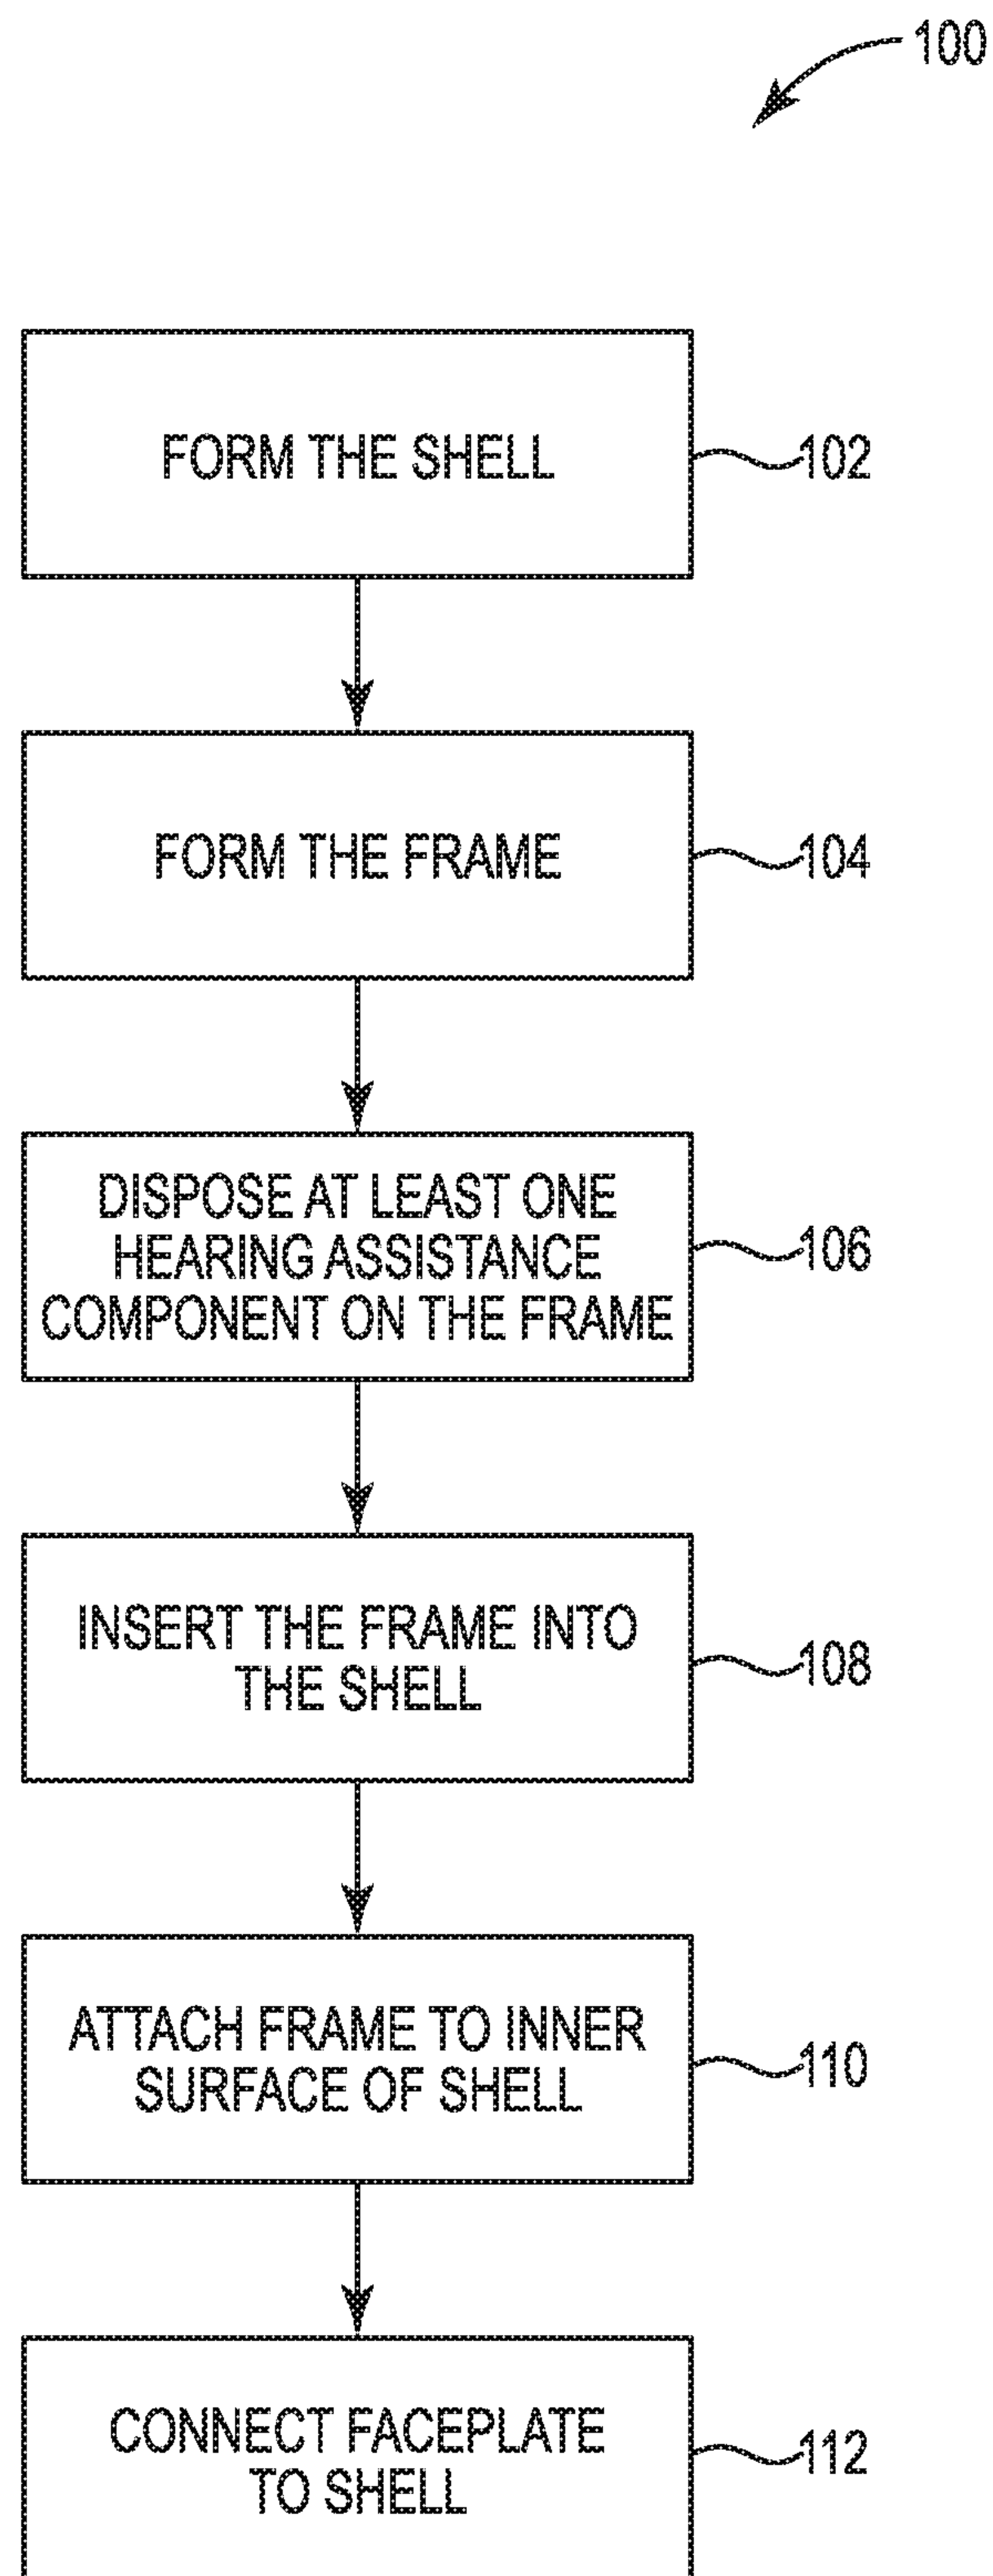 100
FORM THE SHELL
102
FORM THE FRAME
104
DISPOSE AT LEAST ONE
HEARING ASSISTANCE
COMPONENT ON THE FRAME
106
INSERT THE FRAME INTO
THE SHELL
108
ATTACH FRAME TO INNER
SURFACE OF SHELL
110
CONNECT FACEPLATE
TO SHELL
112